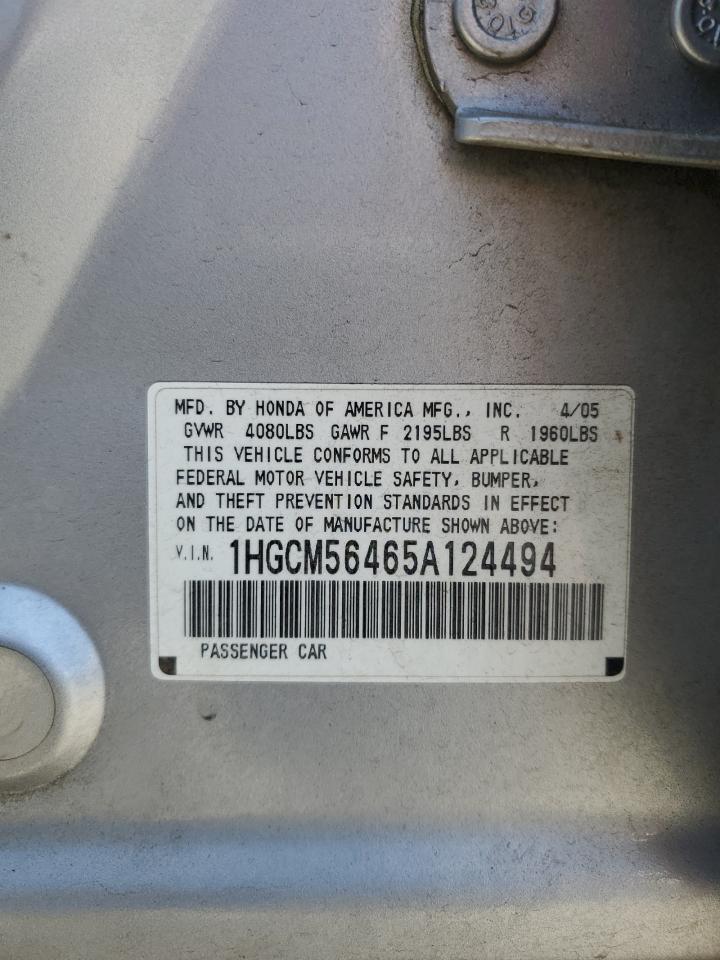 MFD. BY HONDA OF AMERICA MFG., INC. 4/05
GVWR 4080LBS GAWR F 2195LBS R 1960LBS
THIS VEHICLE CONFORMS TO ALL APPLICABLE
FEDERAL MOTOR VEHICLE SAFETY, BUMPER,
AND THEFT PREVENTION STANDARDS IN EFFECT
ON THE DATE OF MANUFACTURE SHOWN ABOVE:
V.I.N. 1HGCM56465A124494
PASSENGER CAR